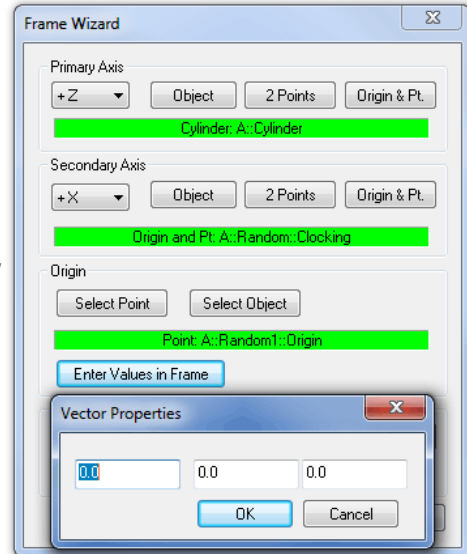 Frame Wizard
Primary Axis
+Z Object 2 Points Origin & Pt.
Cylinder: A::Cylinder
Secondary Axis
+X Object 2 Points Origin & Pt.
Origin and Pt: A::Random::Clocking
Origin
Select Point Select Object
Point: A::Random1::Origin
Enter Values in Frame
Vector Properties
0.0 0.0 0.0
OK Cancel